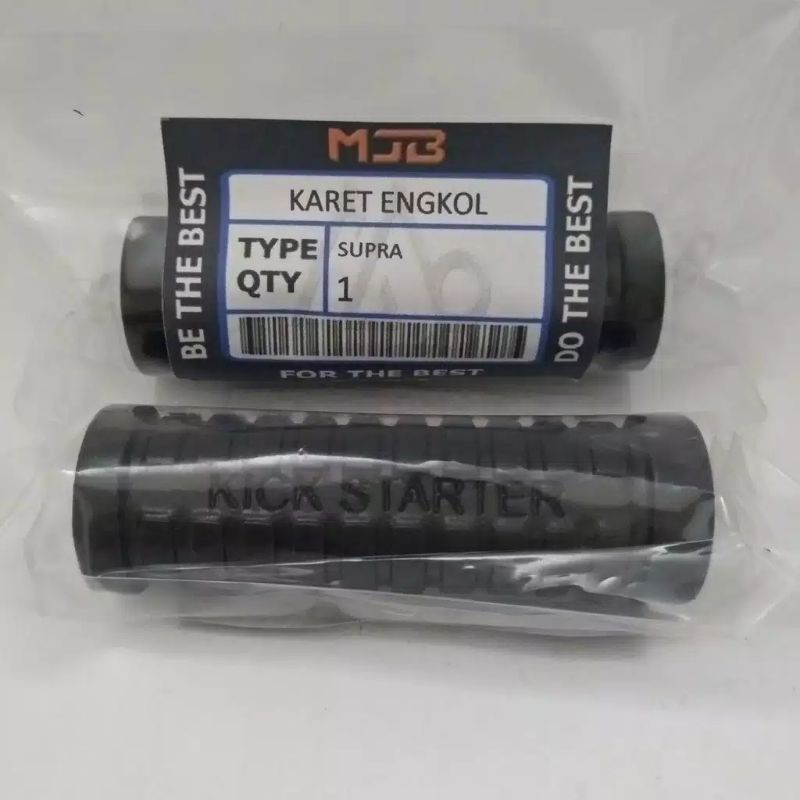 MJB
BE THE BEST
KARET ENGKOL
TYPE SUPRA
QTY 1
DO THE BEST
FOR THE BEST
KICK STARTER